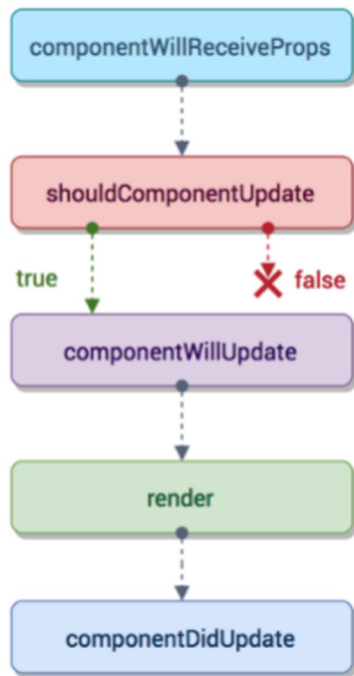 componentWillReceiveProps
shouldComponentUpdate
true
false
componentWillUpdate
render
componentDidUpdate